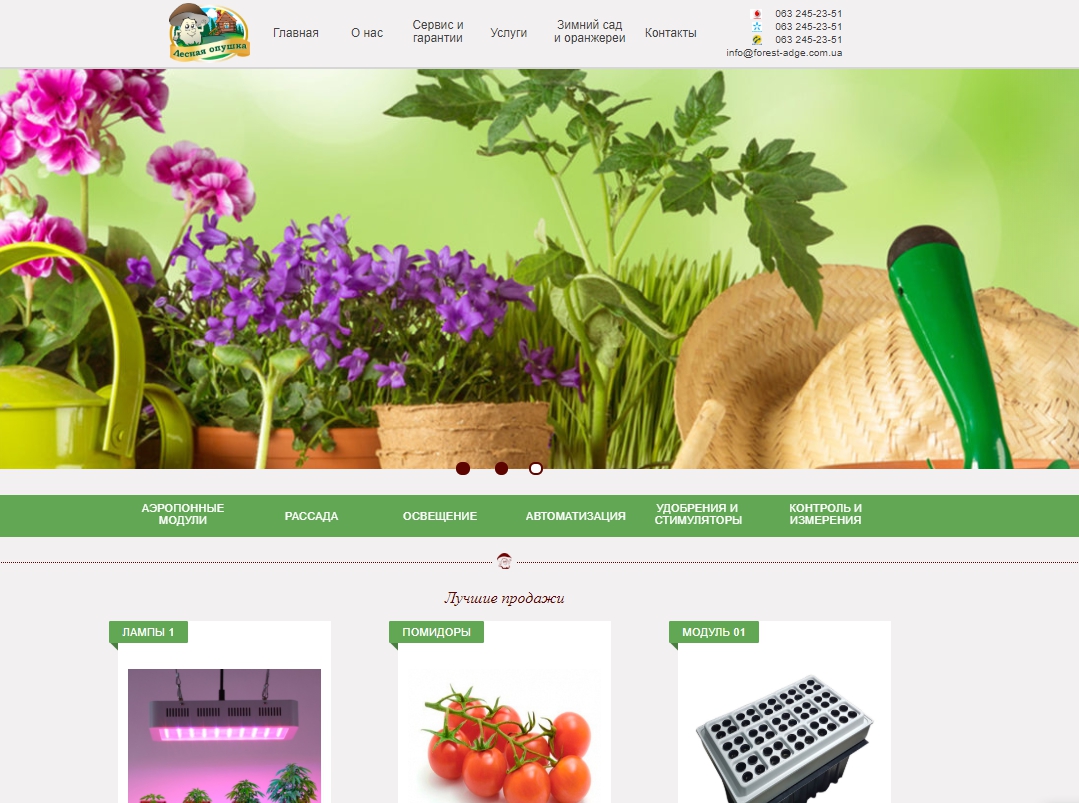 Лесная опушка
Главная
О нас
Сервис и
гарантии
Услуги
Зимний сад
и оранжереи
Контакты
063 245-23-51
063 245-23-51
063 245-23-51
info@forest-adge.com.ua
АЭРОПОННЫЕ
МОДУЛИ
РАССАДА
ОСВЕЩЕНИЕ
АВТОМАТИЗАЦИЯ
УДОБРЕНИЯ И
СТИМУЛЯТОРЫ
КОНТРОЛЬ И
ИЗМЕРЕНИЯ
Лучшие продажи
ЛАМПЫ 1
ПОМИДОРЫ
МОДУЛЬ 01